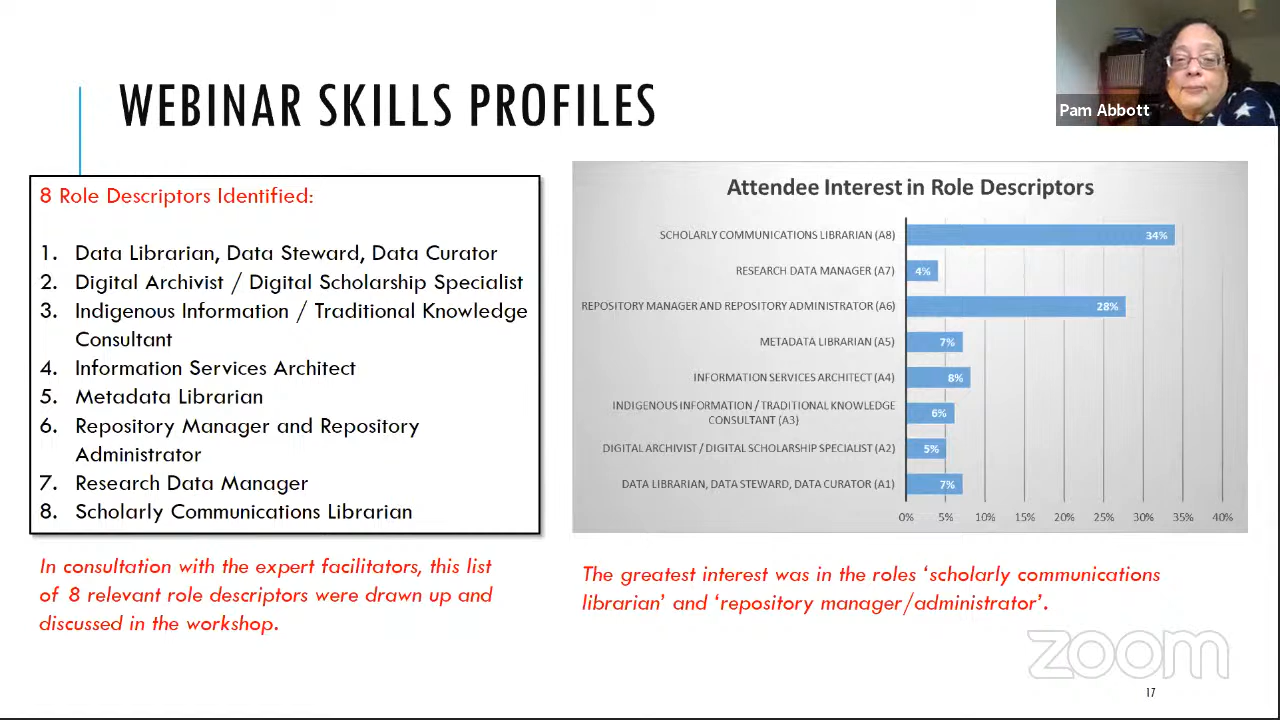 WEBINAR SKILLS PROFILES
Pam Abbott
8 Role Descriptors Identified:
1. Data Librarian, Data Steward, Data Curator
2. Digital Archivist / Digital Scholarship Specialist
3. Indigenous Information / Traditional Knowledge
Consultant
4. Information Services Architect
5. Metadata Librarian
6. Repository Manager and Repository
Administrator
7. Research Data Manager
8. Scholarly Communications Librarian
In consultation with the expert facilitators, this list
of 8 relevant role descriptors were drawn up and
discussed in the workshop.
Attendee Interest in Role Descriptors
SCHOLARLY COMMUNICATIONS LIBRARIAN (A8) 34%
RESEARCH DATA MANAGER (A7) 4%
REPOSITORY MANAGER AND REPOSITORY ADMINISTRATOR (A6) 28%
METADATA LIBRARIAN (A5) 7%
INFORMATION SERVICES ARCHITECT (A4) 8%
INDIGENOUS INFORMATION / TRADITIONAL KNOWLEDGE
CONSULTANT (A3) 6%
DIGITAL ARCHIVIST / DIGITAL SCHOLARSHIP SPECIALIST (A2) 5%
DATA LIBRARIAN, DATA STEWARD, DATA CURATOR (A1) 7%
0% 5% 10% 15% 20% 25% 30% 35% 40%
The greatest interest was in the roles ‘scholarly communications
librarian’ and ‘repository manager/administrator’.
zoom
17